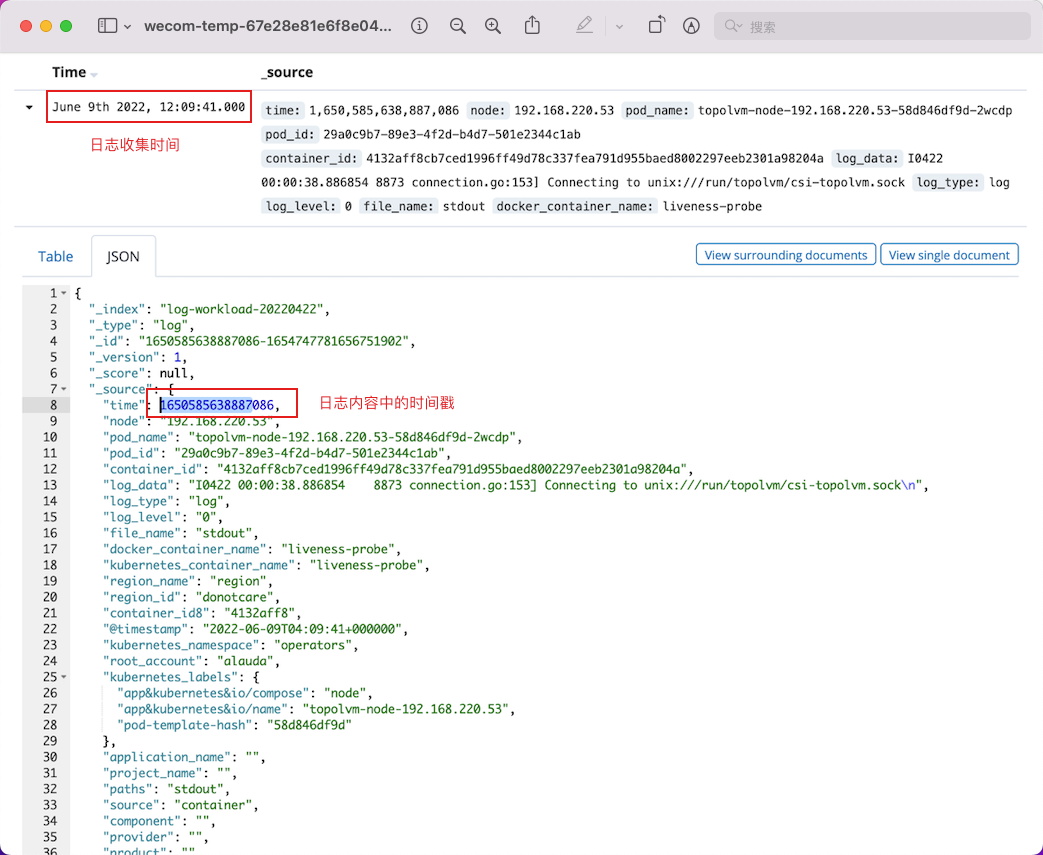 wecom-temp-67e28e81e6f8e04...
搜索
Time _source
June 9th 2022, 12:09:41.000
日志收集时间
time: 1,650,585,638,887,086 node: 192.168.220.53 pod_name: topolvm-node-192.168.220.53-58d846df9d-2wcdp
pod_id: 29a0c9b7-89e3-4f2d-b4d7-501e2344c1ab
container_id: 4132aff8cb7ced1996ff49d78c337fea791d955baed8002297eeb2301a98204a log_data: I0422
00:00:38.886854 8873 connection.go:153] Connecting to unix:///run/topolvm/csi-topolvm.sock log_type: log
log_level: 0 file_name: stdout docker_container_name: liveness-probe
Table JSON View surrounding documents View single document
1 {
2 "_index": "log-workload-20220422",
3 "_type": "log",
4 "_id": "1650585638887086-1654747781656751902",
5 "_version": 1,
6 "_score": null,
7 "_source": {
8 "time": 1650585638887086,
日志内容中的时间戳
9 "node": "192.168.220.53",
10 "pod_name": "topolvm-node-192.168.220.53-58d846df9d-2wcdp",
11 "pod_id": "29a0c9b7-89e3-4f2d-b4d7-501e2344c1ab",
12 "container_id": "4132aff8cb7ced1996ff49d78c337fea791d955baed8002297eeb2301a98204a",
13 "log_data": "I0422 00:00:38.886854    8873 connection.go:153] Connecting to unix:///run/topolvm/csi-topolvm.sock\n",
14 "log_type": "log",
15 "log_level": "0",
16 "file_name": "stdout",
17 "docker_container_name": "liveness-probe",
18 "kubernetes_container_name": "liveness-probe",
19 "region_name": "region",
20 "region_id": "donotcare",
21 "container_id8": "4132aff8",
22 "@timestamp": "2022-06-09T04:09:41+000000",
23 "kubernetes_namespace": "operators",
24 "root_account": "alauda",
25 "kubernetes_labels": {
26 "app&kubernetes&io/compose": "node",
27 "app&kubernetes&io/name": "topolvm-node-192.168.220.53",
28 "pod-template-hash": "58d846df9d"
29 },
30 "application_name": "",
31 "project_name": "",
32 "paths": "stdout",
33 "source": "container",
34 "component": "",
35 "provider": "",
36 "product": ""